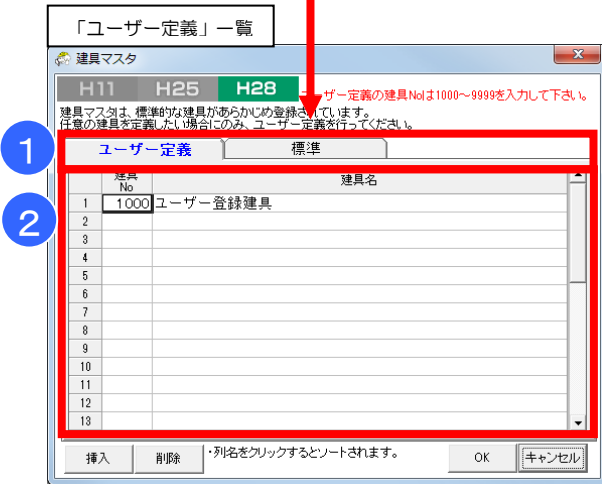 「ユーザー定義」一覧
建具マスタ
H11 H25 H28 ユーザー定義の建具Noは1000～9999を入力して下さい。
建具マスタは、標準的な建具があらかじめ登録されています。
任意の建具を定義したい場合にのみ、ユーザー定義を行ってください。
1 ユーザー定義 標準
2
建具No 建具名
1 1000 ユーザー登録建具
2
3
4
5
6
7
8
9
10
11
12
13
挿入 削除 ・列名をクリックするとソートされます。 OK キャンセル